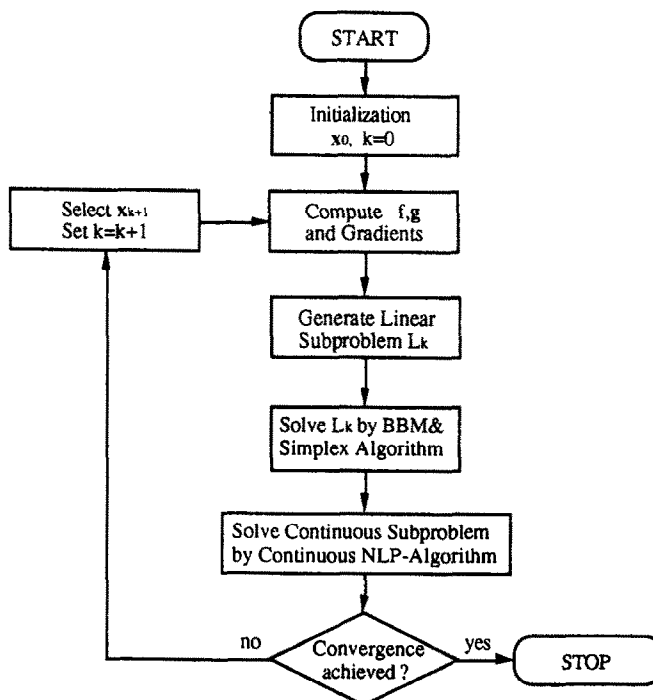 START
Initialization
x0, k=0
Select xk+1
Set k=k+1
Compute f,g
and Gradients
Generate Linear
Subproblem Lk
Solve Lk by BBM&
Simplex Algorithm
Solve Continuous Subproblem
by Continuous NLP-Algorithm
no
Convergence
achieved ?
yes
STOP